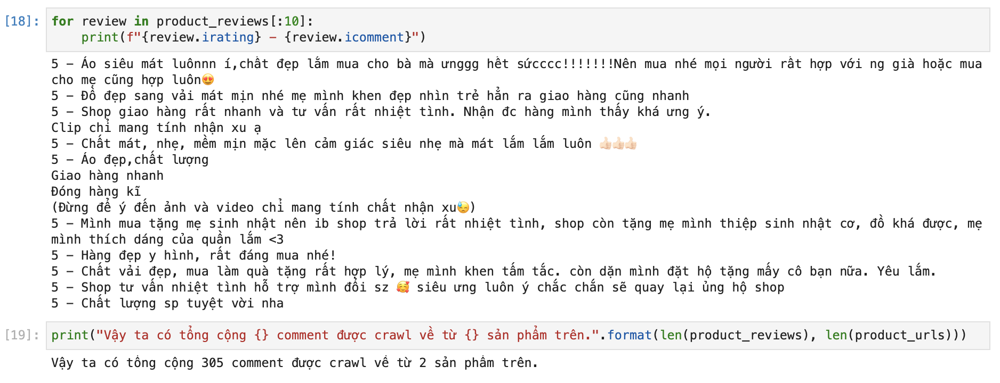 [18]: for review in product_reviews[:10]:
print(f"{review.irating} - {review.icomment}")
5 - Áo siêu mát luônnn í,chất đẹp lắm mua cho bà mà ưnggg hết sứcccc!!!!!!!Nên mua nhé mọi người rất hợp với ng già hoặc mua
cho mẹ cũng hợp luôn😍
5 - Đồ đẹp sang vải mát mịn nhé mẹ mình khen đẹp nhìn trẻ hẳn ra giao hàng cũng nhanh
5 - Shop giao hàng rất nhanh và tư vấn rất nhiệt tình. Nhận đc hàng mình thấy khá ưng ý.
Clip chỉ mang tính nhận xu ạ
5 - Chất mát, nhẹ, mềm mịn mặc lên cảm giác siêu nhẹ mà mát lắm lắm luôn 👍🏻👍🏻👍🏻
5 - Áo đẹp,chất lượng
Giao hàng nhanh
Đóng hàng kĩ
(Đừng để ý đến ảnh và video chỉ mang tính chất nhận xu😓)
5 - Mình mua tặng mẹ sinh nhật nên ib shop trả lời rất nhiệt tình, shop còn tặng mẹ mình thiệp sinh nhật cơ, đồ khá được, mẹ
mình thích dáng của quần lắm <3
5 - Hàng đẹp y hình, rất đáng mua nhé!
5 - Chất vải đẹp, mua làm quà tặng rất hợp lý, mẹ mình khen tấm tắc. còn dặn mình đặt hộ tặng mấy cô bạn nữa. Yêu lắm.
5 - Shop tư vấn nhiệt tình hỗ trợ mình đổi sz 🥰 siêu ưng luôn ý chắc chắn sẽ quay lại ủng hộ shop
5 - Chất lượng sp tuyệt vời nha
[19]: print("Vậy ta có tổng cộng {} comment được crawl về từ {} sản phẩm trên.".format(len(product_reviews), len(product_urls)))
Vậy ta có tổng cộng 305 comment được crawl về từ 2 sản phẩm trên.